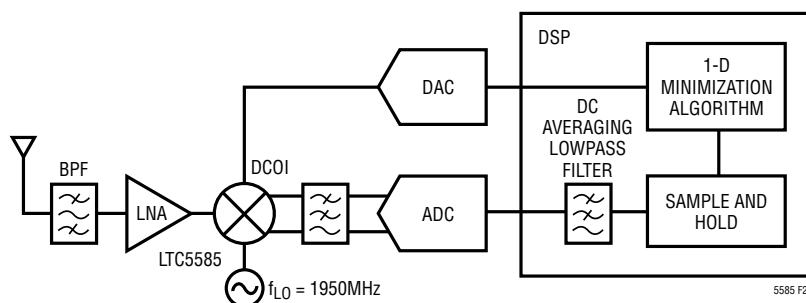 DSP
DAC
1-D
MINIMIZATION
ALGORITHM
DC
AVERAGING
LOWPASS
FILTER
BPF
LNA
DCOI
ADC
SAMPLE AND
HOLD
LTC5585
fLO = 1950MHz
5585 F2